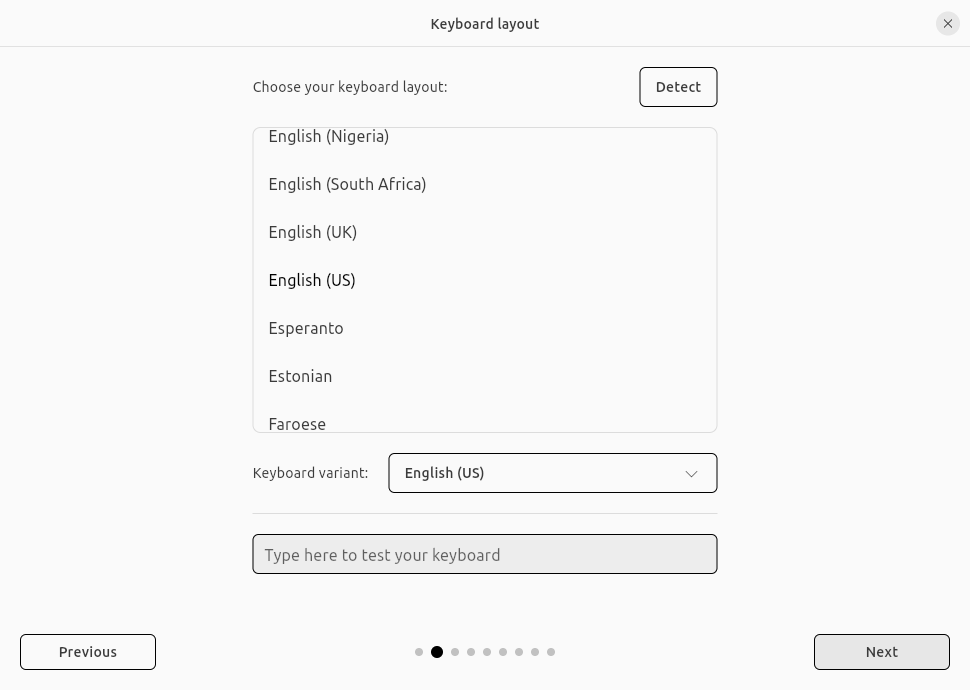 Keyboard layout
Choose your keyboard layout:
Detect
English (Nigeria)
English (South Africa)
English (UK)
English (US)
Esperanto
Estonian
Faroese
Keyboard variant:
English (US)
Type here to test your keyboard
Previous
Next